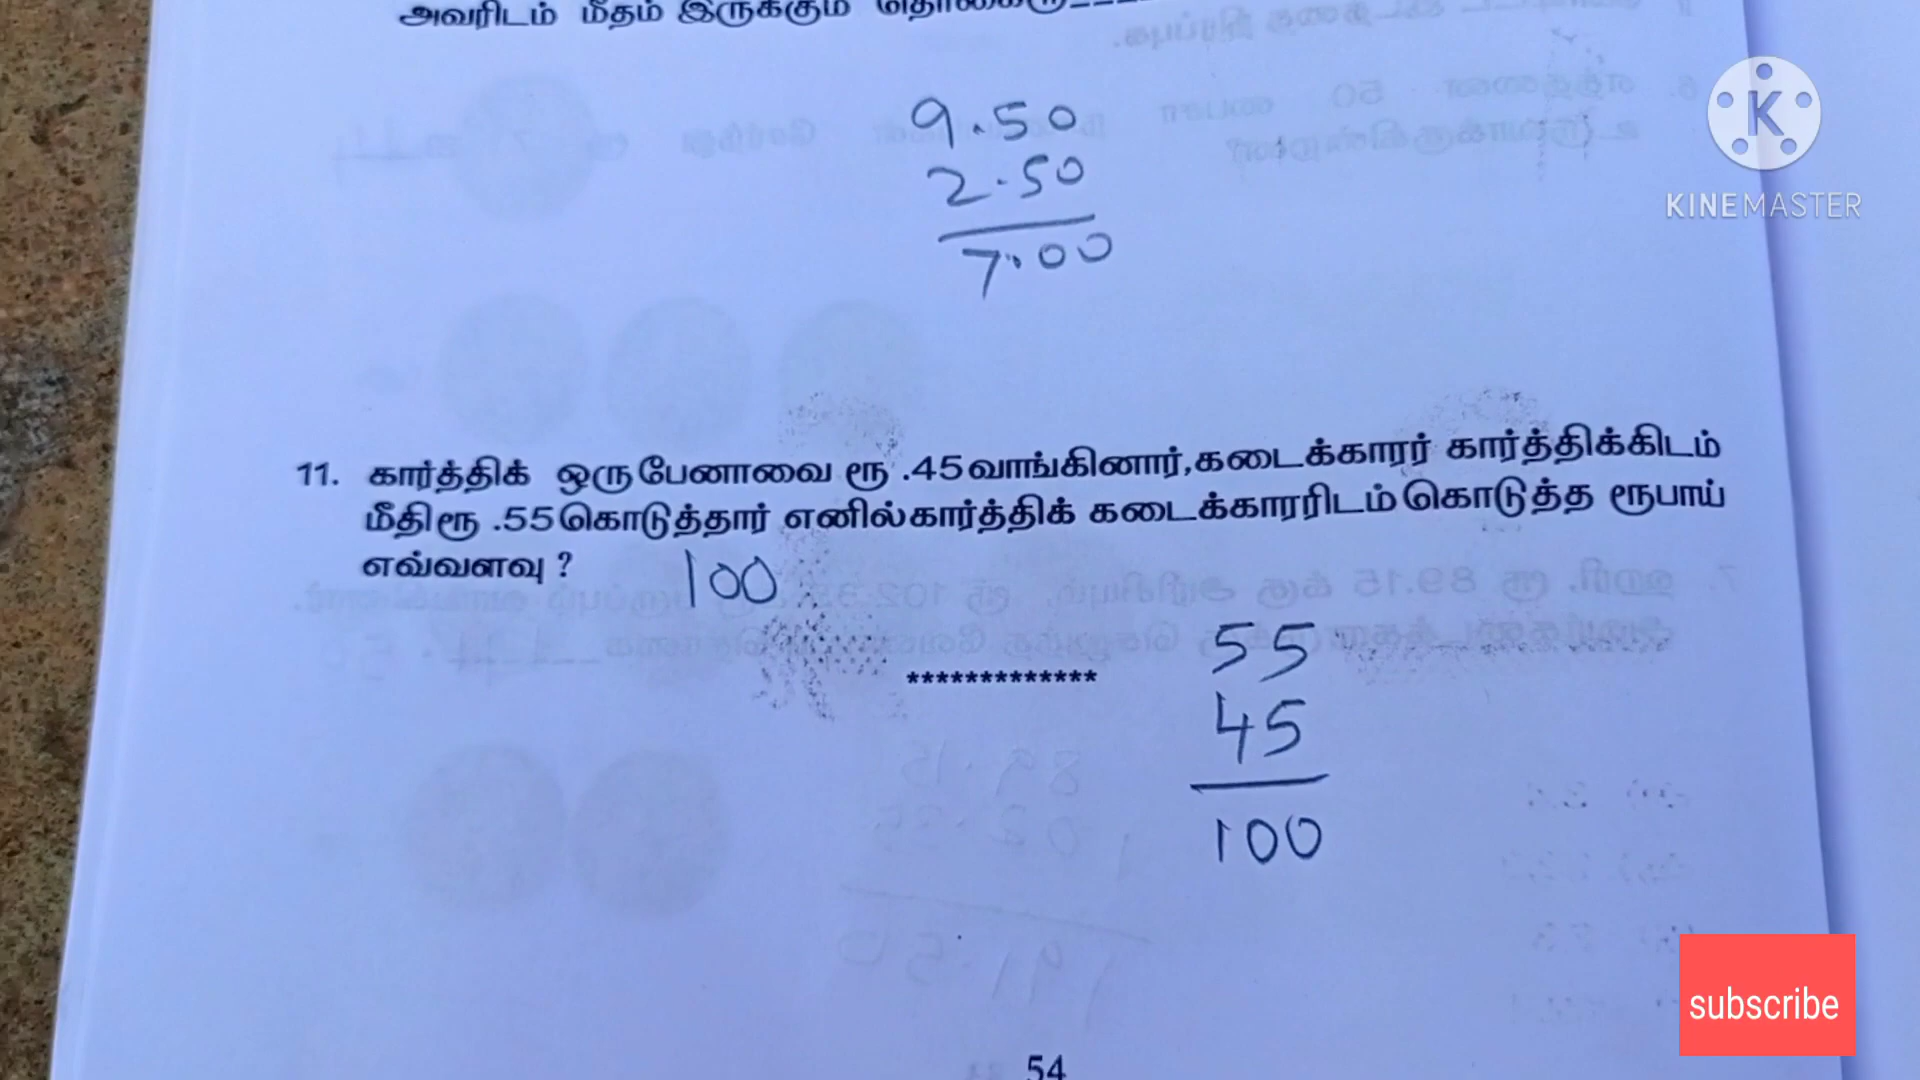 அவரிடம் மீதம் இருக்கும்
9.50
2.50
7.00
KINEMASTER
11. கார்த்திக் ஒரு பேனாவை ரூ .45 வாங்கினார்,கடைக்காரர் கார்த்திக்கிடம்
மீதி ரூ .55 கொடுத்தார் எனில் கார்த்திக் கடைக்காரரிடம் கொடுத்த ரூபாய்
எவ்வளவு ? 100
*************
55
45
100
subscribe
54